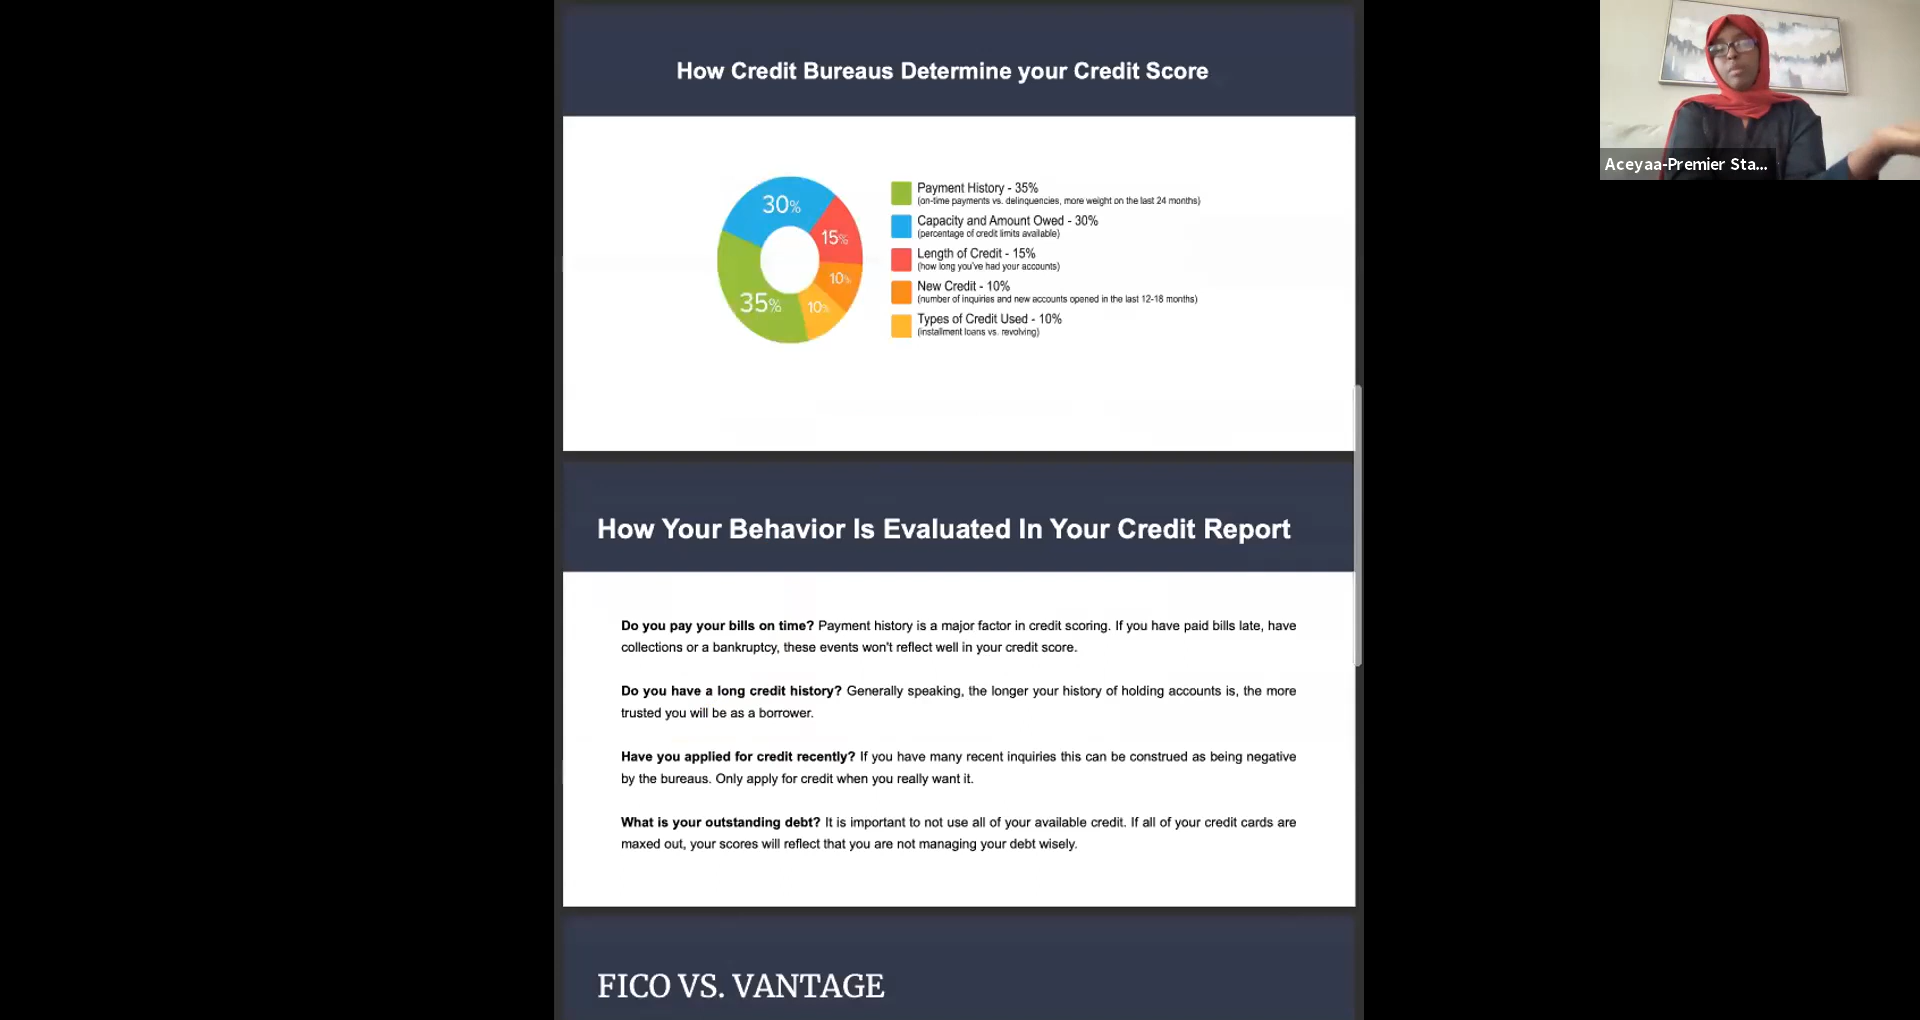 How Credit Bureaus Determine your Credit Score
30%
15%
10%
10%
35%
Payment History - 35%
(on-time payments vs. delinquencies, more weight on the last 24 months)
Capacity and Amount Owed - 30%
(percentage of credit limits available)
Length of Credit - 15%
(how long you've had your accounts)
New Credit - 10%
(number of inquiries and new accounts opened in the last 12-18 months)
Types of Credit Used - 10%
(installment loans vs. revolving)
How Your Behavior Is Evaluated In Your Credit Report
Do you pay your bills on time? Payment history is a major factor in credit scoring. If you have paid bills late, have
collections or a bankruptcy, these events won't reflect well in your credit score.
Do you have a long credit history? Generally speaking, the longer your history of holding accounts is, the more
trusted you will be as a borrower.
Have you applied for credit recently? If you have many recent inquiries this can be construed as being negative
by the bureaus. Only apply for credit when you really want it.
What is your outstanding debt? It is important to not use all of your available credit. If all of your credit cards are
maxed out, your scores will reflect that you are not managing your debt wisely.
FICO VS. VANTAGE
Aceyaa-Premier Sta...